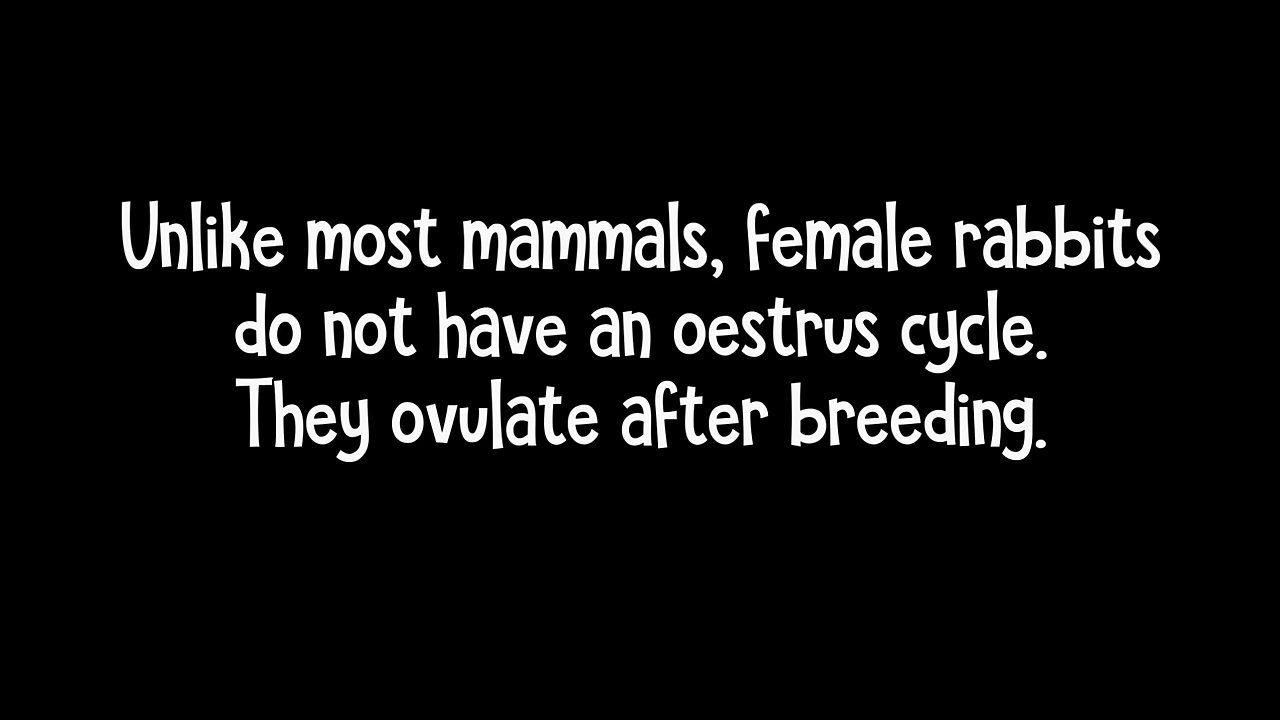 Unlike most mammals, female rabbits
do not have an oestrus cycle.
They ovulate after breeding.